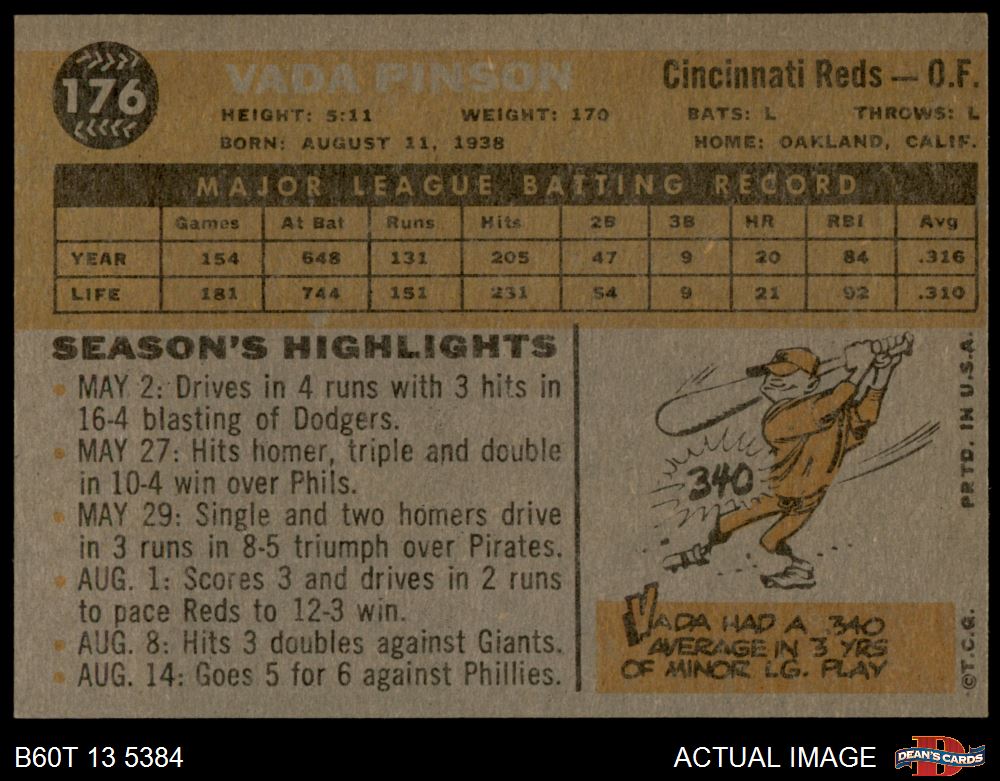 176
VADA PINSON
Cincinnati Reds — O.F.
HEIGHT: 5:11 WEIGHT: 170 BATS: L THROWS: L
BORN: AUGUST 11, 1938 HOME: OAKLAND, CALIF.
MAJOR LEAGUE BATTING RECORD
Games At Bat Runs Hits 2B 3B HR RBI Avg
YEAR 154 648 131 205 47 9 20 84 .316
LIFE 181 744 151 231 54 9 21 92 .310
SEASON'S HIGHLIGHTS
• MAY 2: Drives in 4 runs with 3 hits in
16-4 blasting of Dodgers.
• MAY 27: Hits homer, triple and double
in 10-4 win over Phils.
• MAY 29: Single and two homers drive
in 3 runs in 8-5 triumph over Pirates.
• AUG. 1: Scores 3 and drives in 2 runs
to pace Reds to 12-3 win.
• AUG. 8: Hits 3 doubles against Giants.
• AUG. 14: Goes 5 for 6 against Phillies.
340
VADA HAD A .340
AVERAGE IN 3 YRS
OF MINOR LG. PLAY
PRTD. IN U.S.A.
©T.C.G.
B60T 13 5384
ACTUAL IMAGE
D
DEAN'S CARDS